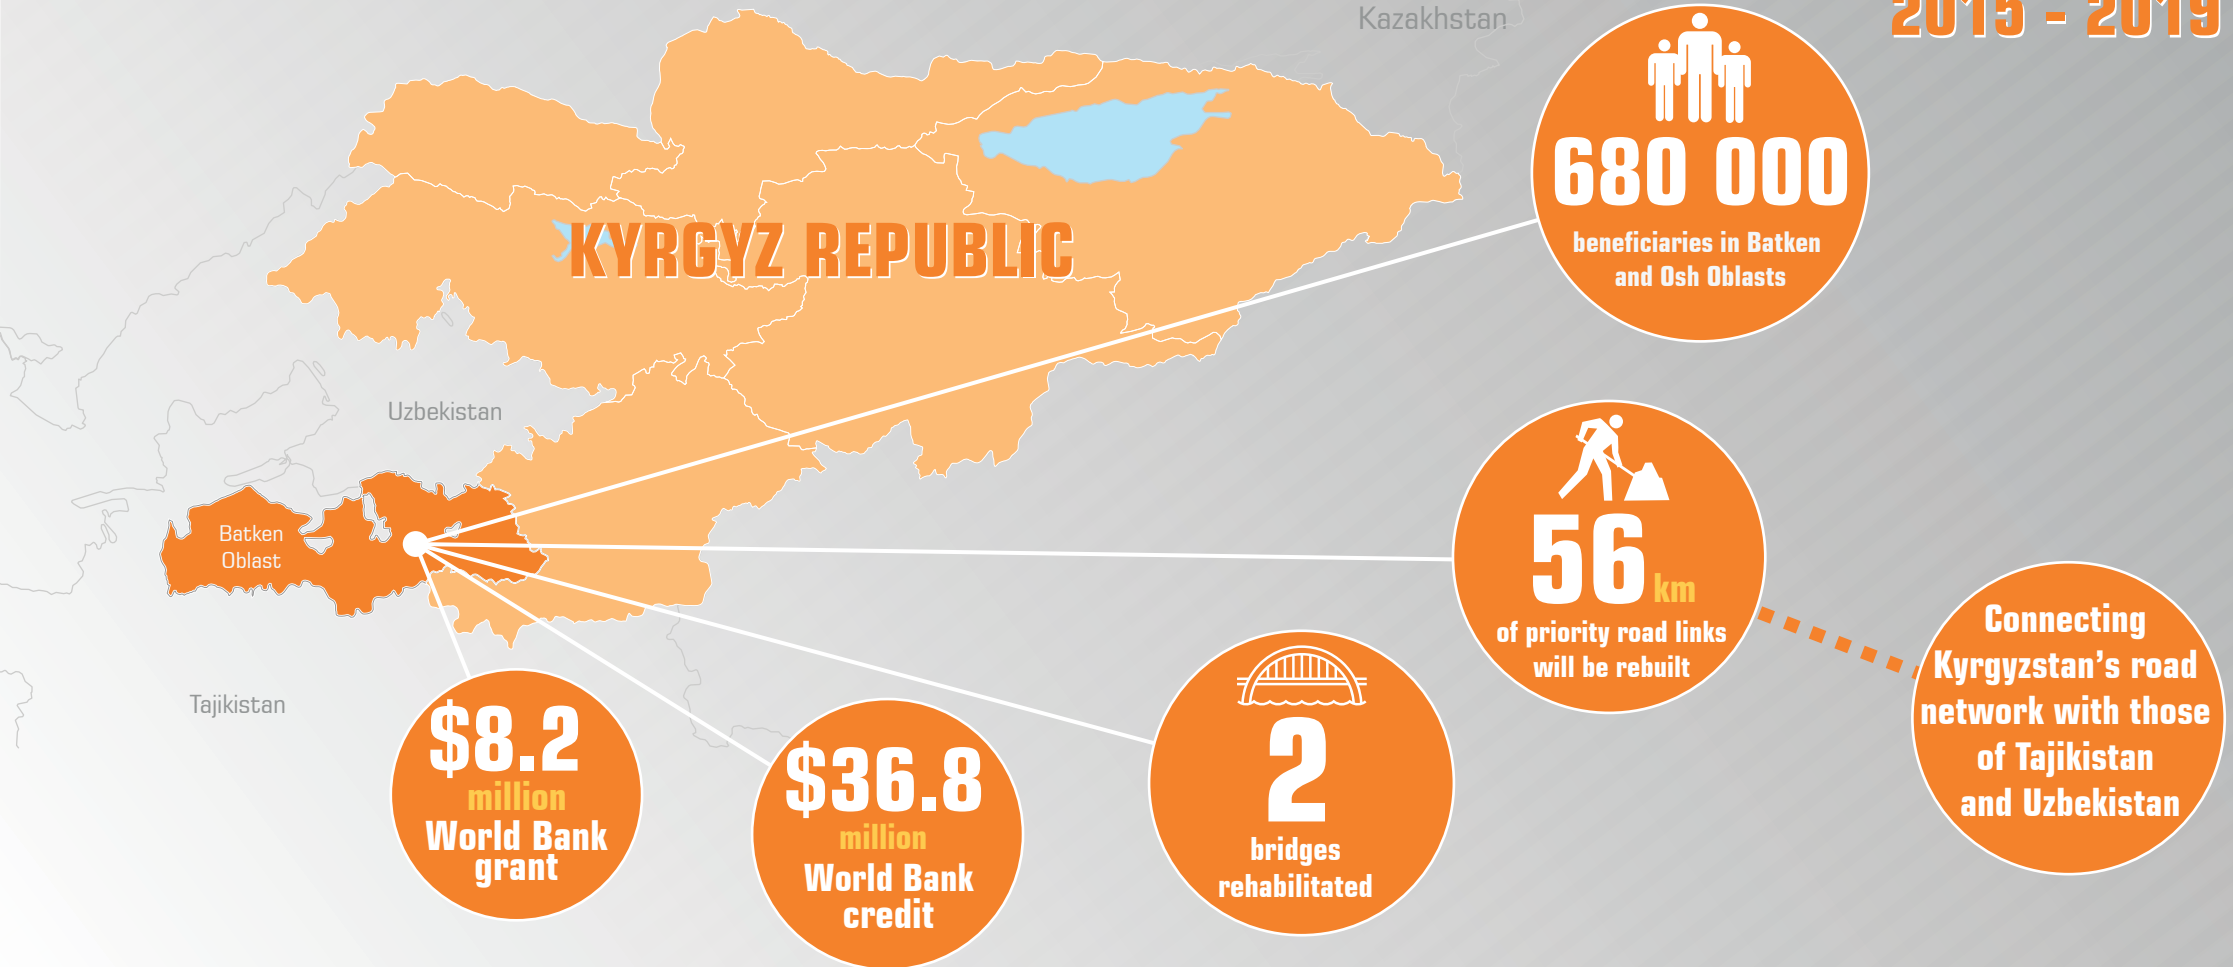 2015 - 2019
Kazakhstan
680 000
beneficiaries in Batken
and Osh Oblasts
KYRGYZ REPUBLIC
Uzbekistan
Batken
Oblast
56 km
of priority road links
will be rebuilt
Connecting
Kyrgyzstan's road
network with those
of Tajikistan
and Uzbekistan
Tajikistan
$8.2
million
World Bank
grant
$36.8
million
World Bank
credit
2
bridges
rehabilitated